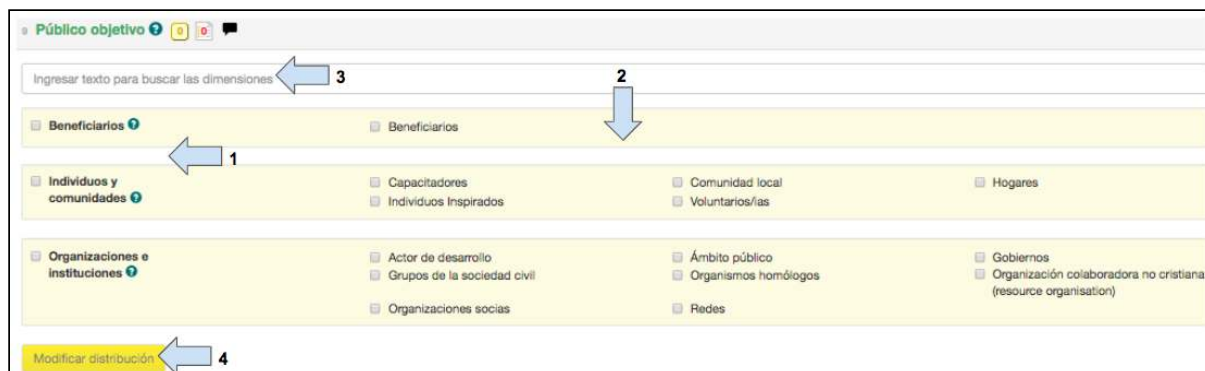 Público objetivo ? 0 0
Ingresar texto para buscar las dimensiones 3
2
Beneficiarios ? Beneficiarios
1
Individuos y Capacitadores Comunidad local Hogares
comunidades ? Individuos Inspirados Voluntarios/ias
Organizaciones e Actor de desarrollo Ámbito público Gobiernos
instituciones ? Grupos de la sociedad civil Organismos homólogos Organización colaboradora no cristiana
(resource organisation)
Organizaciones socias Redes
Modificar distribución 4